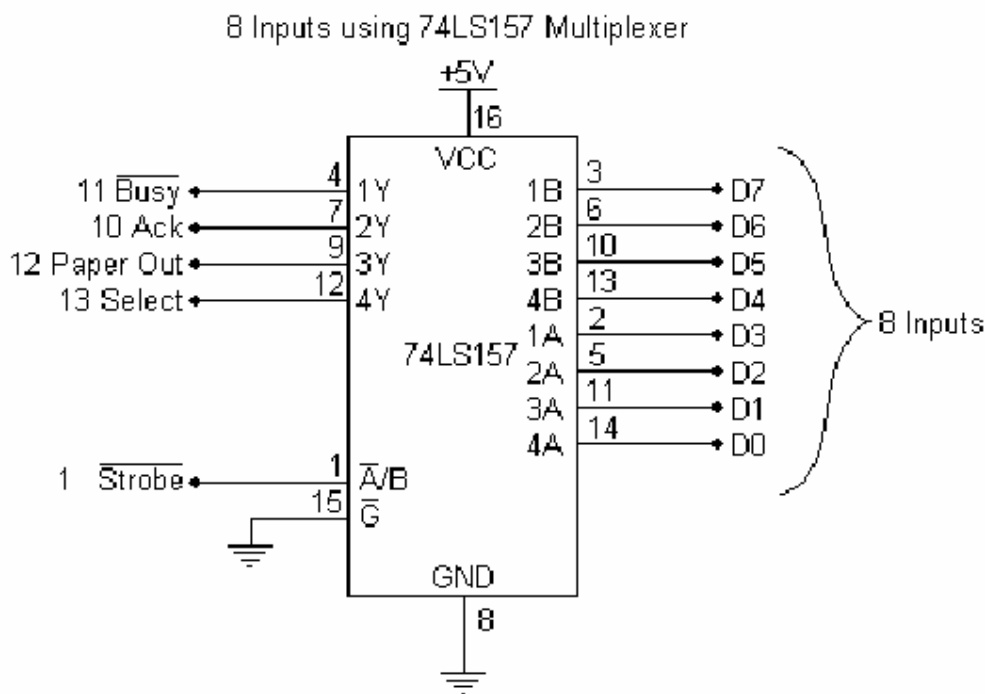 8 Inputs using 74LS157 Multiplexer
+5V
16
VCC
11 Busy 4 1Y 1B 3 D7
10 Ack 7 2Y 2B 6 D6
12 Paper Out 9 3Y 3B 10 D5
13 Select 12 4Y 4B 13 D4
1A 2 D3
8 Inputs
74LS157
2A 5 D2
3A 11 D1
4A 14 D0
1 Strobe 1 A/B
15 G
GND
8